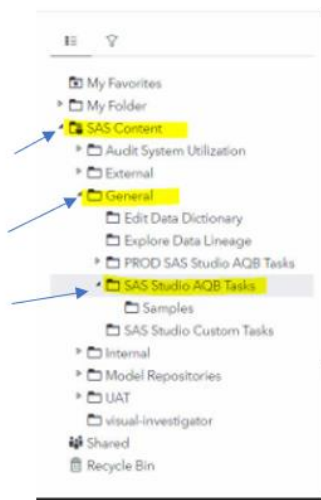 My Favorites
My Folder
SAS Content
Audit System Utilization
External
General
Edit Data Dictionary
Explore Data Lineage
PROD SAS Studio AQB Tasks
SAS Studio AQB Tasks
Samples
SAS Studio Custom Tasks
Internal
Model Repositories
UAT
visual-investigator
Shared
Recycle Bin